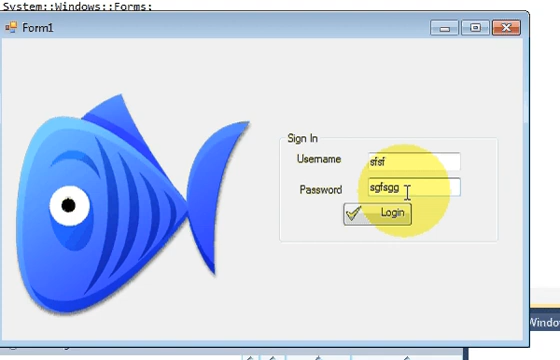 System::Windows::Forms;
Form1
Sign In
Username
sfsf
Password
sgfsgg
Login
Windo